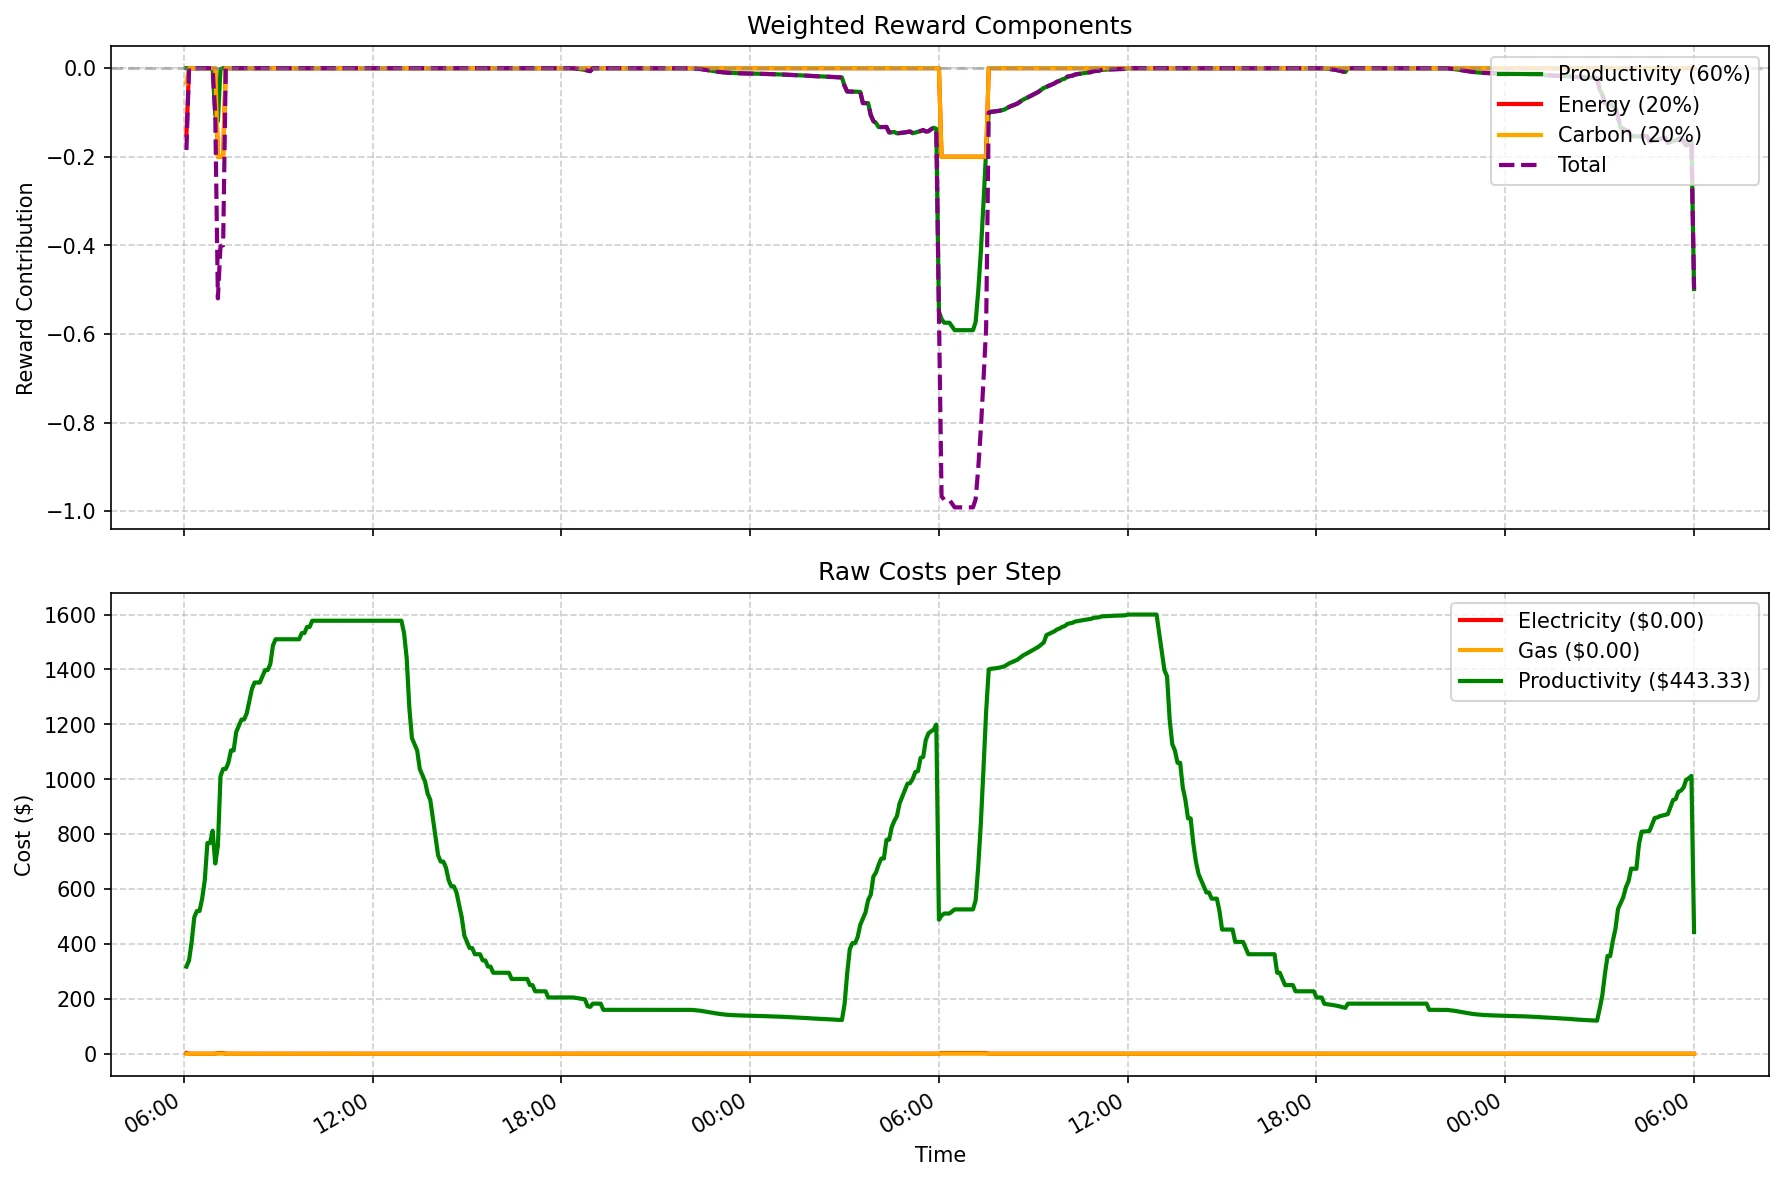 Weighted Reward Components
Reward Contribution
0.0
−0.2
−0.4
−0.6
−0.8
−1.0
Productivity (60%)
Energy (20%)
Carbon (20%)
Total
Raw Costs per Step
Cost ($)
1600
1400
1200
1000
800
600
400
200
0
Electricity ($0.00)
Gas ($0.00)
Productivity ($443.33)
06:00
12:00
18:00
00:00
06:00
12:00
18:00
00:00
06:00
Time